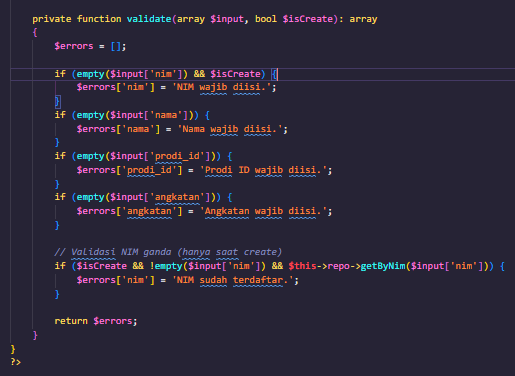 private function validate(array $input, bool $isCreate): array
{
$errors = [];
if (empty($input['nim']) && $isCreate) {
$errors['nim'] = 'NIM wajib diisi.';
}
if (empty($input['nama'])) {
$errors['nama'] = 'Nama wajib diisi.';
}
if (empty($input['prodi_id'])) {
$errors['prodi_id'] = 'Prodi ID wajib diisi.';
}
if (empty($input['angkatan'])) {
$errors['angkatan'] = 'Angkatan wajib diisi.';
}
// Validasi NIM ganda (hanya saat create)
if ($isCreate && !empty($input['nim']) && $this->repo->getByNim($input['nim'])) {
$errors['nim'] = 'NIM sudah terdaftar.';
}
return $errors;
}
}
?>